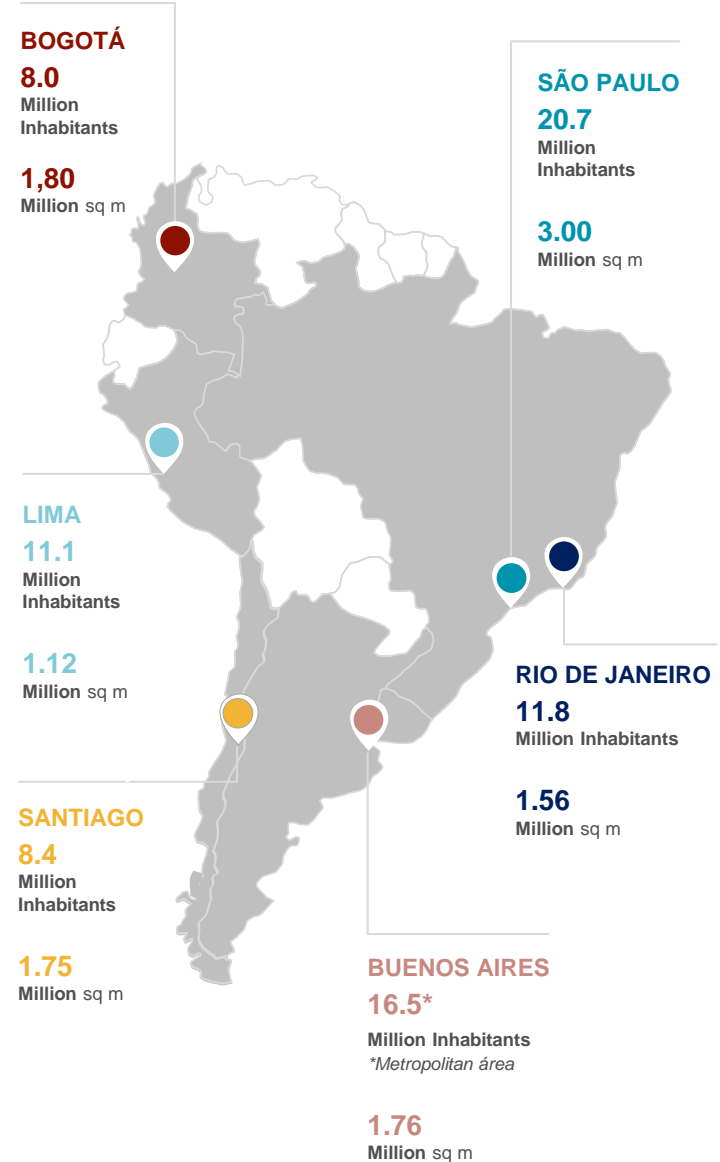 BOGOTÁ
8.0
Million
Inhabitants
1,80
Million sq m
SÃO PAULO
20.7
Million
Inhabitants
3.00
Million sq m
LIMA
11.1
Million
Inhabitants
1.12
Million sq m
RIO DE JANEIRO
11.8
Million Inhabitants
1.56
Million sq m
SANTIAGO
8.4
Million
Inhabitants
1.75
Million sq m
BUENOS AIRES
16.5*
Million Inhabitants
*Metropolitan área
1.76
Million sq m